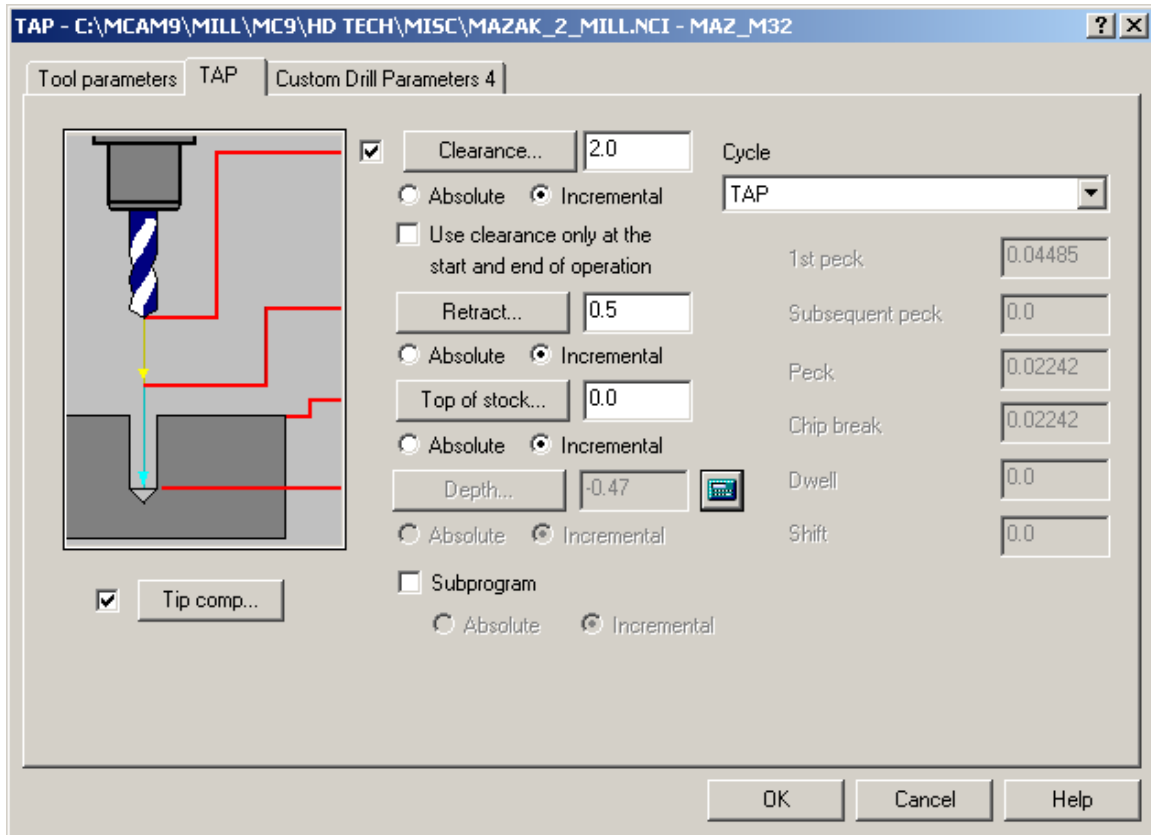 TAP - C:\MCAM9\MILL\MC9\HD TECH\MISC\MAZAK_2_MILL.NCI - MAZ_M32
Tool parameters TAP Custom Drill Parameters 4
Clearance... 2.0
Absolute Incremental
Use clearance only at the
start and end of operation
Retract... 0.5
Absolute Incremental
Top of stock... 0.0
Absolute Incremental
Depth... -0.47
Absolute Incremental
Subprogram
Absolute Incremental
Tip comp...
Cycle
TAP
1st peck 0.04485
Subsequent peck 0.0
Peck 0.02242
Chip break 0.02242
Dwell 0.0
Shift 0.0
OK Cancel Help